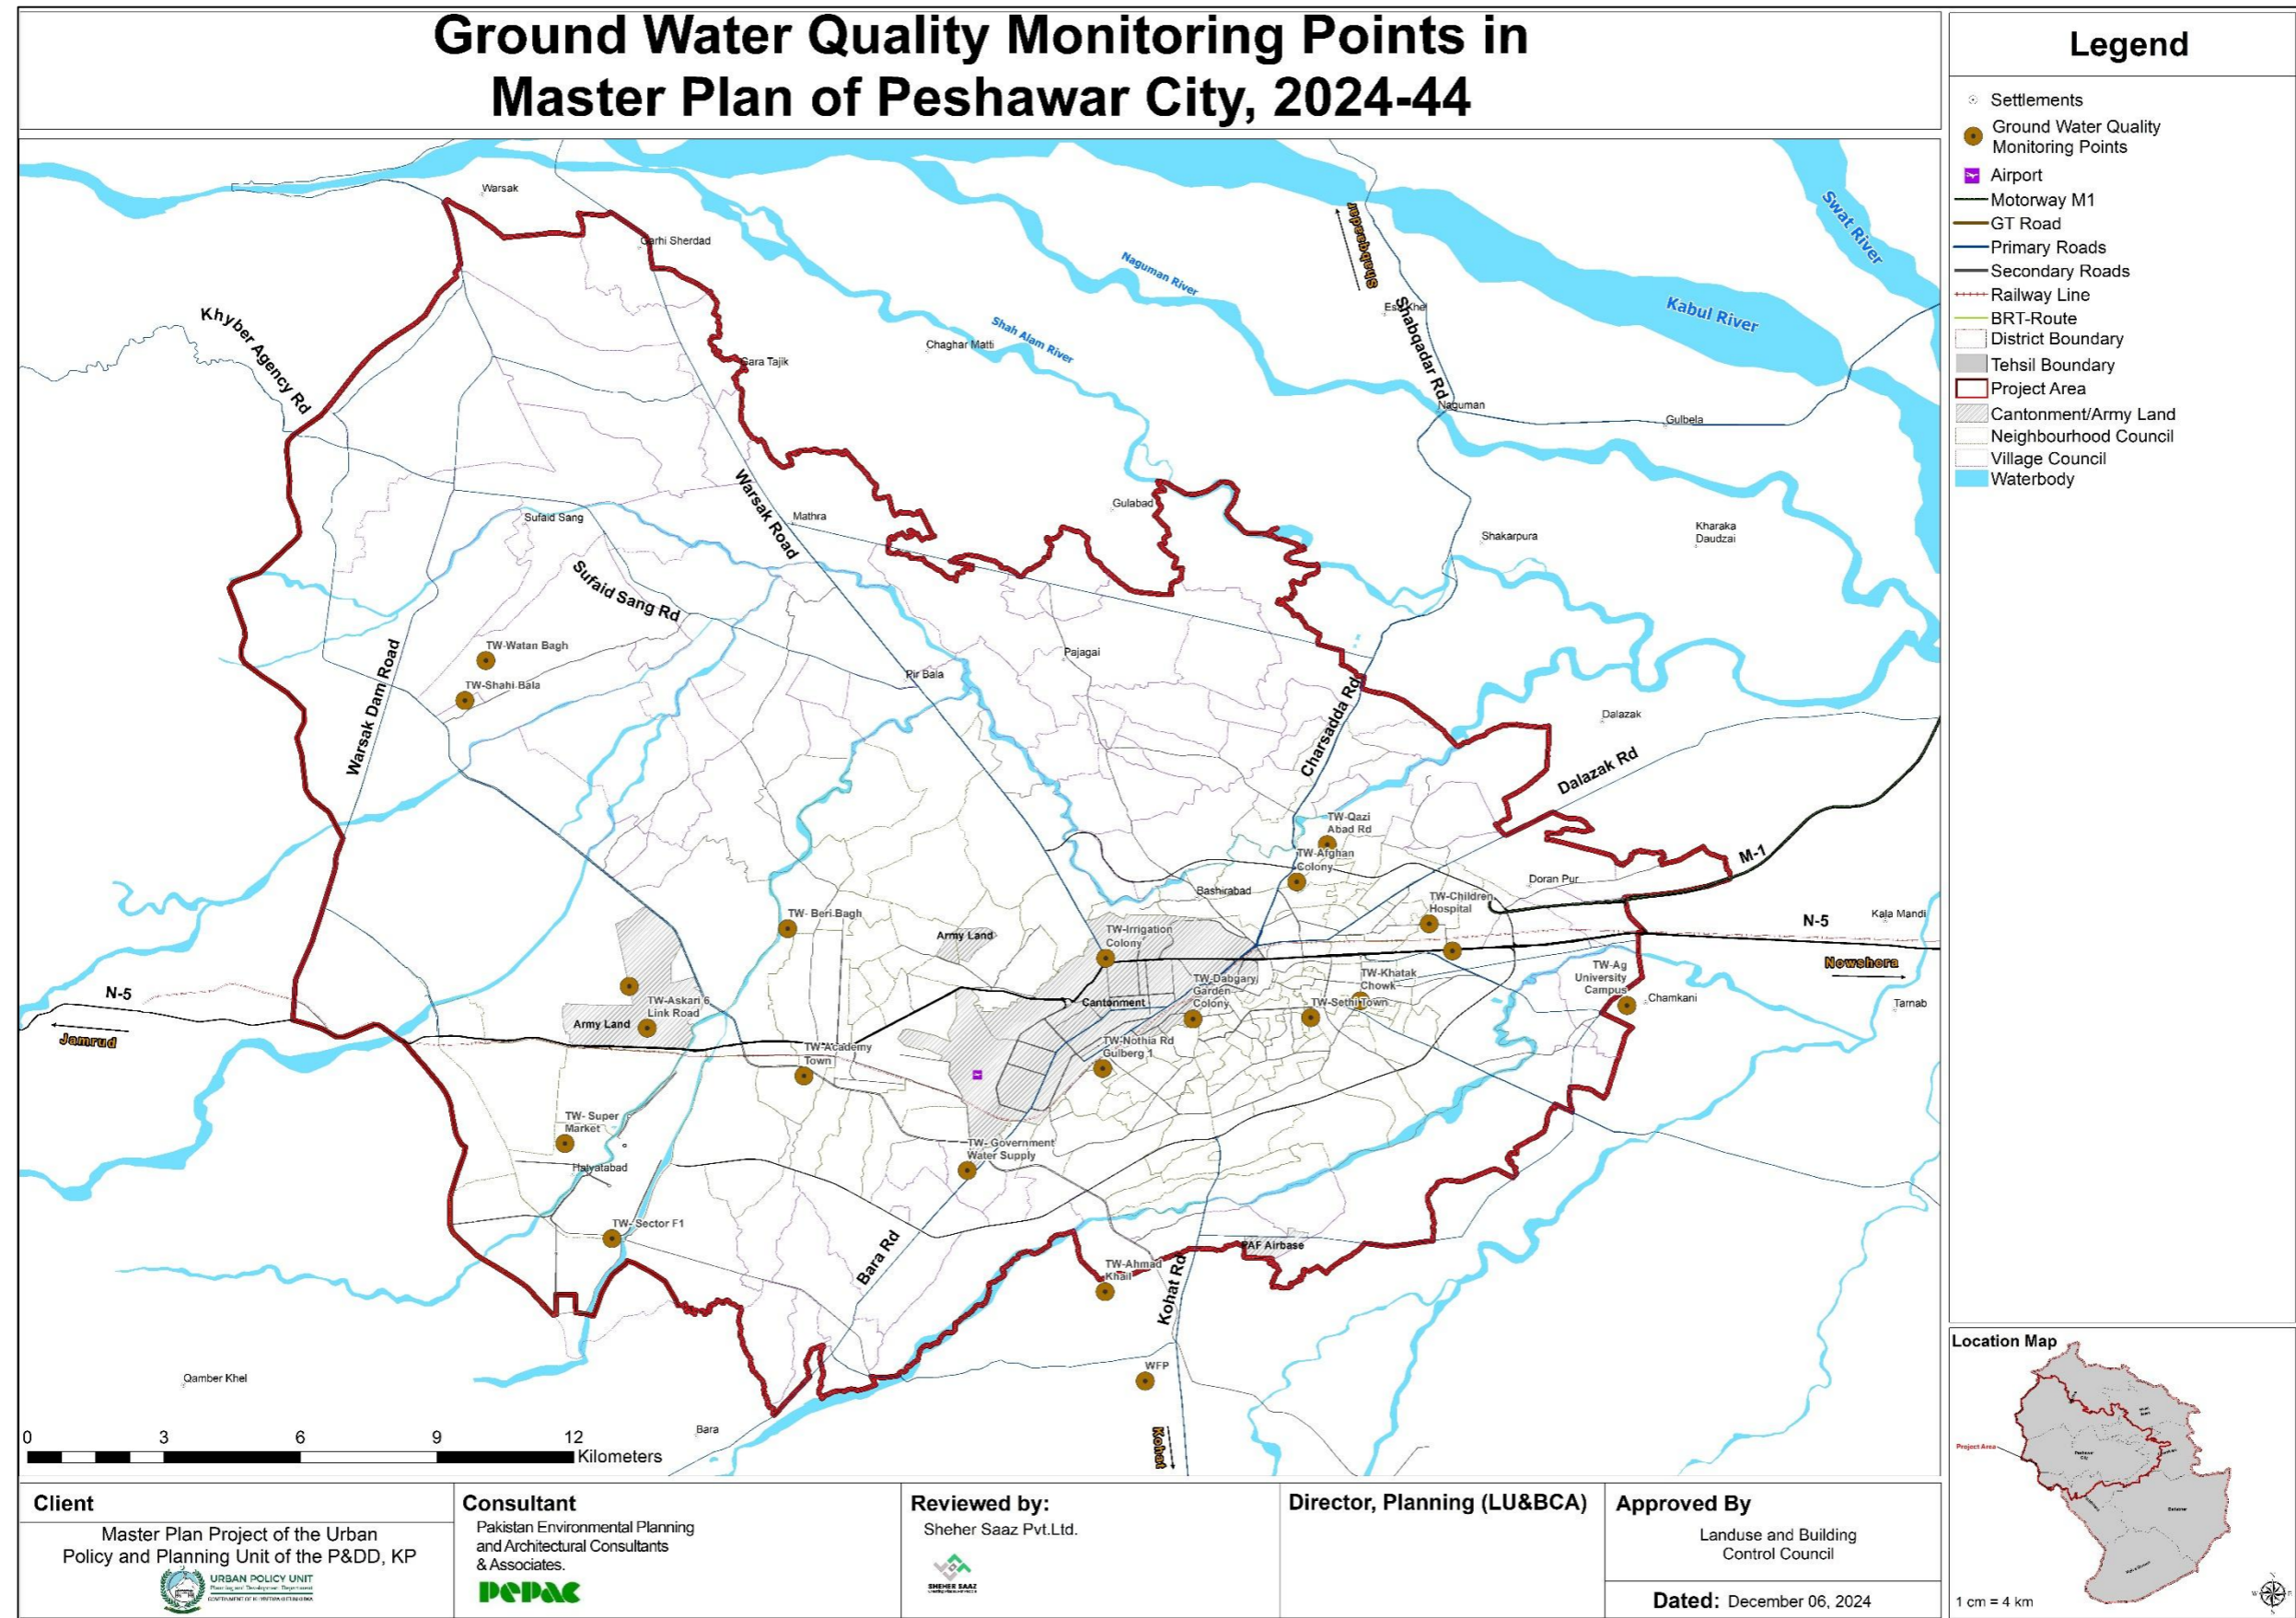 Ground Water Quality Monitoring Points in
Master Plan of Peshawar City, 2024-44
Legend
Settlements
Ground Water Quality
Monitoring Points
Airport
Motorway M1
GT Road
Primary Roads
Secondary Roads
Railway Line
BRT-Route
District Boundary
Tehsil Boundary
Project Area
Cantonment/Army Land
Neighbourhood Council
Village Council
Waterbody
Warsak
Garhi Sherdad
Khyber Agency Rd
Gara Tajik
Chaghar Matti
Shah Alam River
Naguman River
Shabqadar
Shabqadar Rd
Kabul River
Swat River
Naguman
Gulbela
Sufaid Sang
Warsak Road
Mathra
Gulabad
Shakarpura
Kharaka
Daudzai
Sufaid Sang Rd
TW-Watan Bagh
TW-Shahi Bala
Warsak Dam Road
Pir Bala
Pajagai
Charsadda Rd
Dalazak
Dalazak Rd
TW-Qazi
Abad Rd
TW-Afghan
Colony
Bashirabad
M-1
Doran Pur
TW-Children
Hospital
N-5
Kala Mandi
TW- Beri Bagh
Army Land
TW-Irrigation
Colony
Nowshera
TW-Ag
University
Campus
Chamkani
Tarnab
TW-Dabgary
Garden
Colony
TW-Khatak
Chowk
TW-Sethi Town
Cantonment
N-5
Jamrud
TW-Askari 6
Link Road
Army Land
TW-Academy
Town
TW-Nothia Rd
Gulberg 1
TW- Super
Market
Haiyatabad
TW- Government
Water Supply
TW- Sector F1
Bara Rd
PAF Airbase
TW-Ahmad
Khail
Kohat Rd
WFP
Qamber Khel
Bara
Kohat
0 3 6 9 12
Kilometers
Location Map
Project Area
1 cm = 4 km
Client
Master Plan Project of the Urban
Policy and Planning Unit of the P&DD, KP
URBAN POLICY UNIT
Consultant
Pakistan Environmental Planning
and Architectural Consultants
& Associates.
PEPAC
Reviewed by:
Sheher Saaz Pvt.Ltd.
SHEHER SAAZ
Director, Planning (LU&BCA)
Approved By
Landuse and Building
Control Council
Dated: December 06, 2024